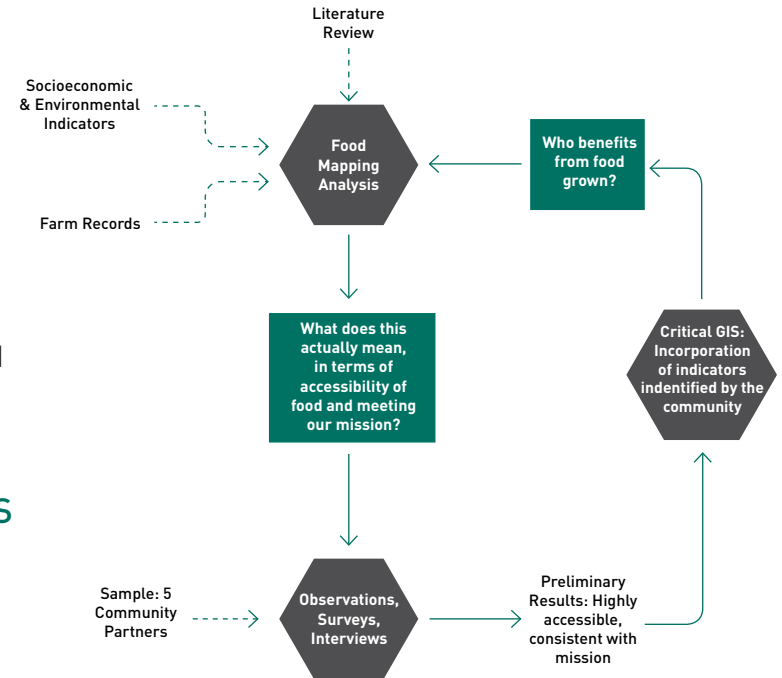 Literature
Review
Socioeconomic
& Environmental
Indicators
Food
Mapping
Analysis
Who benefits
from food
grown?
Farm Records
What does this
actually mean,
in terms of
accessibility of
food and meeting
our mission?
Critical GIS:
Incorporation
of indicators
indentified by the
community
s
Sample: 5
Community
Partners
Observations,
Surveys,
Interviews
Preliminary
Results: Highly
accessible,
consistent with
mission